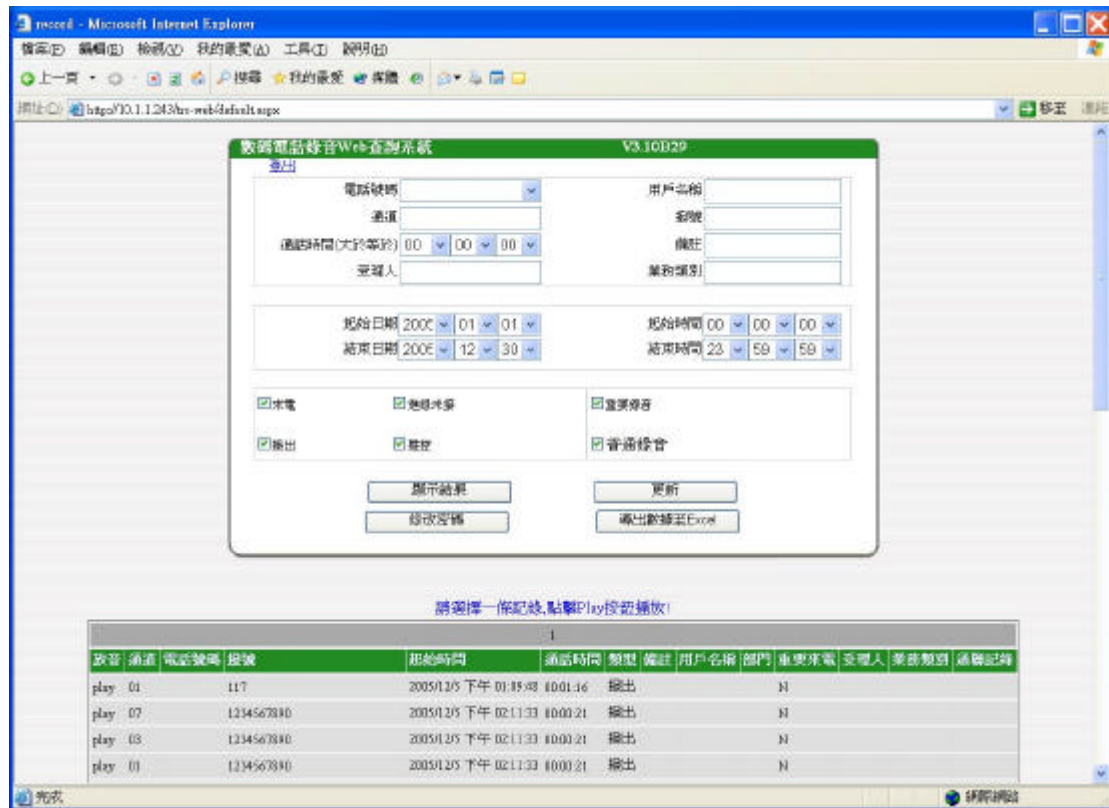 record - Microsoft Internet Explorer
檔案(F) 編輯(E) 檢視(V) 我的最愛(A) 工具(T) 說明(H)
上一頁 搜尋 我的最愛 媒體
網址(D) http://10.1.1.243/trs-web/default.aspx 移至 連結
數碼電話錄音Web查詢系統 V3.10B29
退出
電話號碼 用戶名稱
通道
通話時間(大於等於) 00 00 00 備註
受理人 業務類別
起始日期 2005 01 01 起始時間 00 00 00
結束日期 2005 12 30 結束時間 23 59 59
來電 無線未接 重要錄音
撥出 普通錄音
顯示結果 更新
修改密碼 導出數據至Excel
請選擇一條記錄,點擊Play按鈕播放!
1
放音 通道 電話號碼 撥號 起始時間 通話時間 類型 備註 用戶名稱 部門 重要來電 受理人 業務類別 通聯記錄
play 01 117 2005/12/5 下午 撥出 N
play 07 1234567890 2005/12/5 下午 02:11:33 00:00:21 撥出 N
play 03 1234567890 2005/12/5 下午 02:11:33 00:00:21 撥出 N
play 01 1234567890 2005/12/5 下午 02:11:33 00:00:21 撥出 N
完成 網際網路